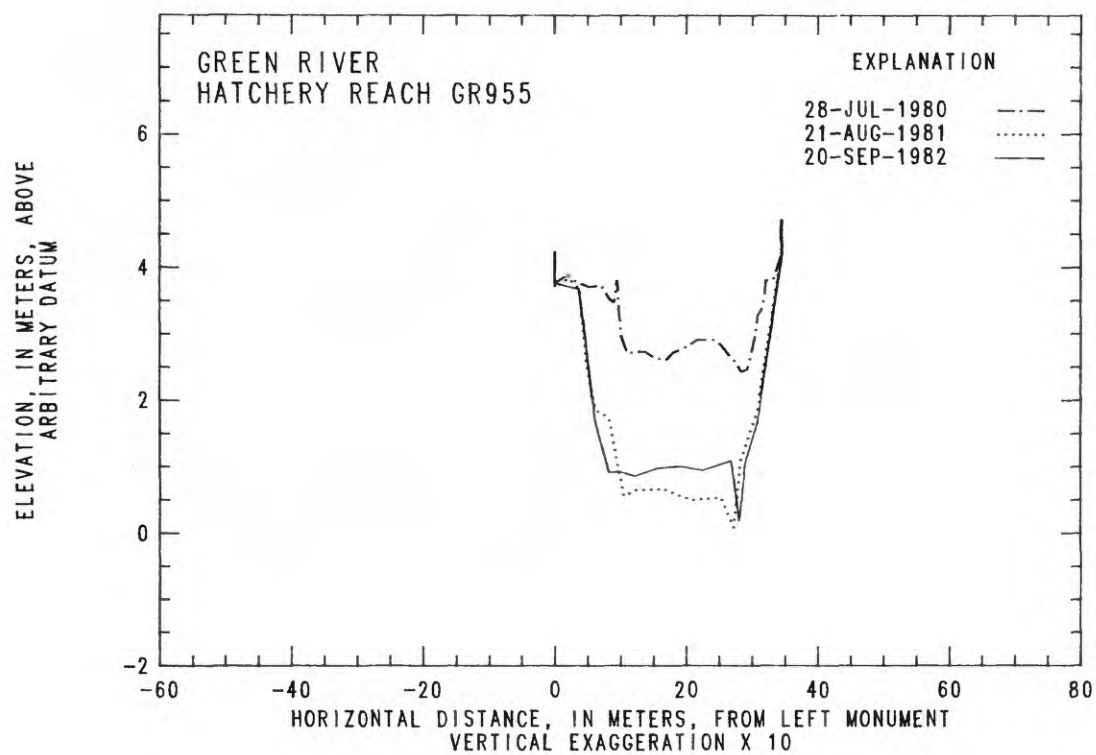 GREEN RIVER
HATCHERY REACH GR955
EXPLANATION
28-JUL-1980
21-AUG-1981
20-SEP-1982
ELEVATION, IN METERS, ABOVE
ARBITRARY DATUM
6
4
2
0
-2
-60 -40 -20 0 20 40 60 80
HORIZONTAL DISTANCE, IN METERS, FROM LEFT MONUMENT
VERTICAL EXAGGERATION X 10